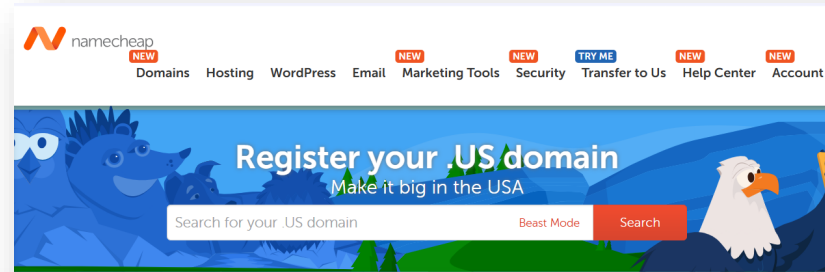 namecheap
NEW NEW NEW TRY ME NEW NEW
Domains Hosting WordPress Email Marketing Tools Security Transfer to Us Help Center Account
Register your .US domain
Make it big in the USA
Search for your .US domain Beast Mode Search